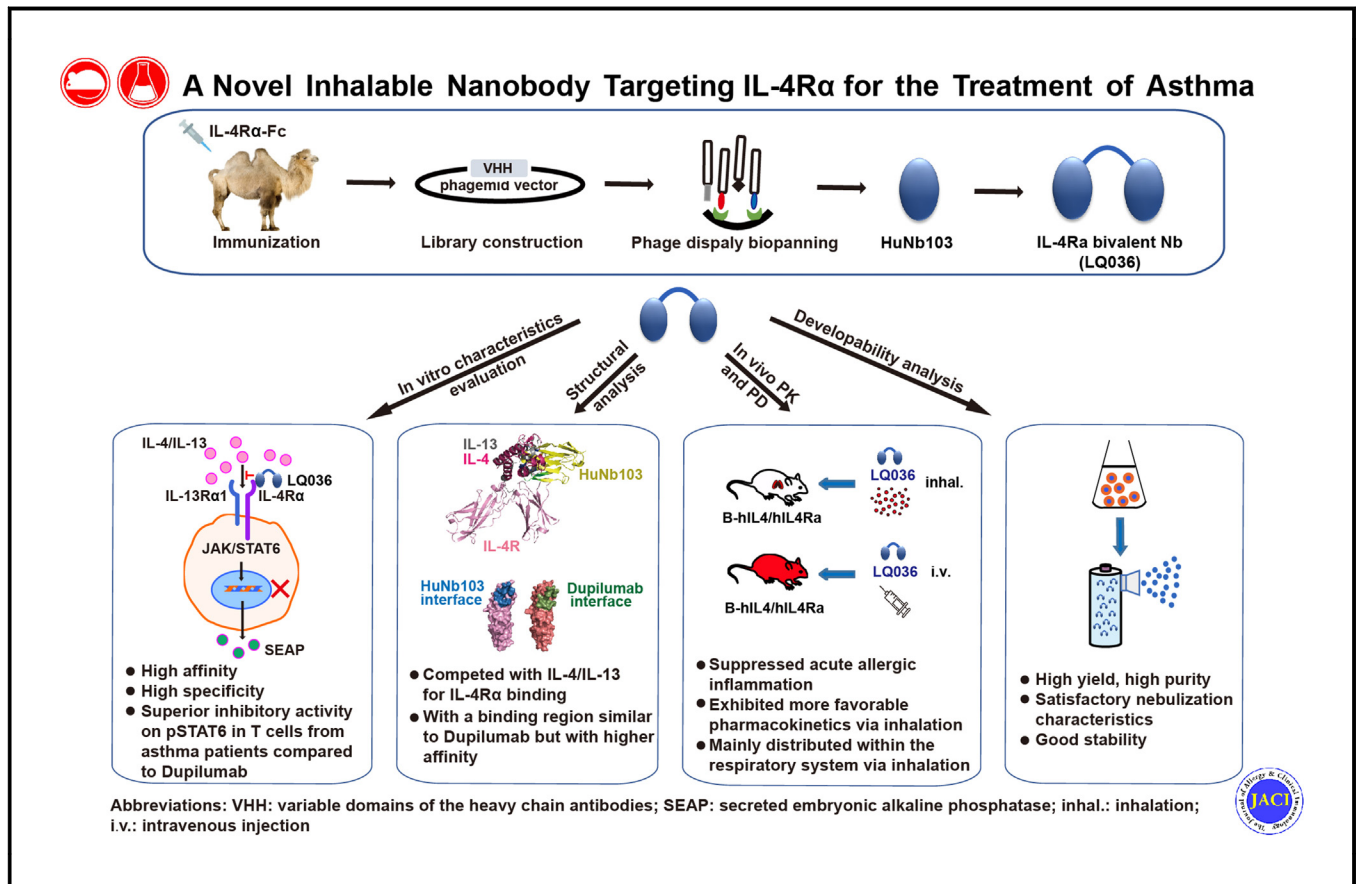 A Novel Inhalable Nanobody Targeting IL-4Rα for the Treatment of Asthma
IL-4Rα-Fc
Immunization
VHH
phagemid vector
Library construction
Phage dispaly biopanning
HuNb103
IL-4Ra bivalent Nb
(LQ036)
In vitro characteristics
evaluation
Structural
analysis
In vivo PK
and PD
Developability analysis
IL-4/IL-13
LQ036
IL-13Rα1
IL-4Rα
JAK/STAT6
SEAP
● High affinity
● High specificity
● Superior inhibitory activity
on pSTAT6 in T cells from
asthma patients compared
to Dupilumab
IL-13
IL-4
HuNb103
IL-4R
HuNb103
interface
Dupilumab
interface
● Competed with IL-4/IL-13
for IL-4Rα binding
● With a binding region similar
to Dupilumab but with higher
affinity
LQ036
inhal.
B-hIL4/hIL4Ra
LQ036
i.v.
B-hIL4/hIL4Ra
● Suppressed acute allergic
inflammation
● Exhibited more favorable
pharmacokinetics via inhalation
● Mainly distributed within the
respiratory system via inhalation
● High yield, high purity
● Satisfactory nebulization
characteristics
● Good stability
Abbreviations: VHH: variable domains of the heavy chain antibodies; SEAP: secreted embryonic alkaline phosphatase; inhal.: inhalation;
i.v.: intravenous injection
The Journal of Allergy & Clinical Immunology
JACI